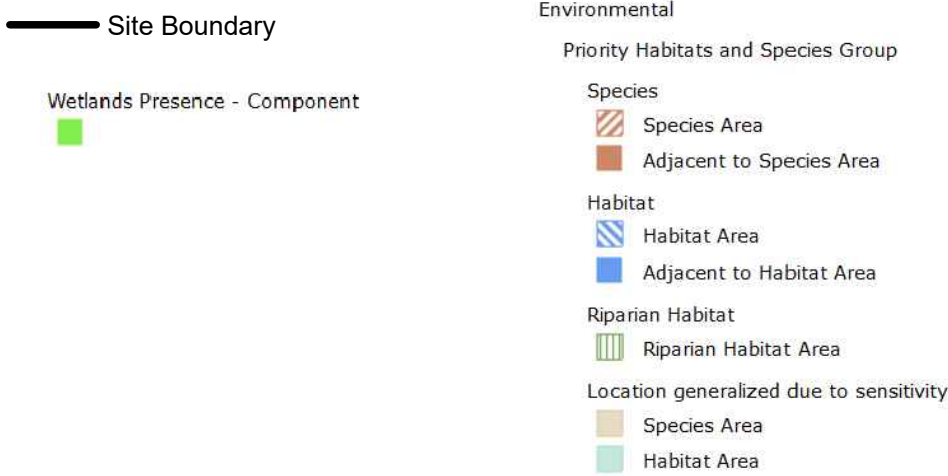 Site Boundary
Wetlands Presence - Component
Environmental
Priority Habitats and Species Group
Species
Species Area
Adjacent to Species Area
Habitat
Habitat Area
Adjacent to Habitat Area
Riparian Habitat
Riparian Habitat Area
Location generalized due to sensitivity
Species Area
Habitat Area